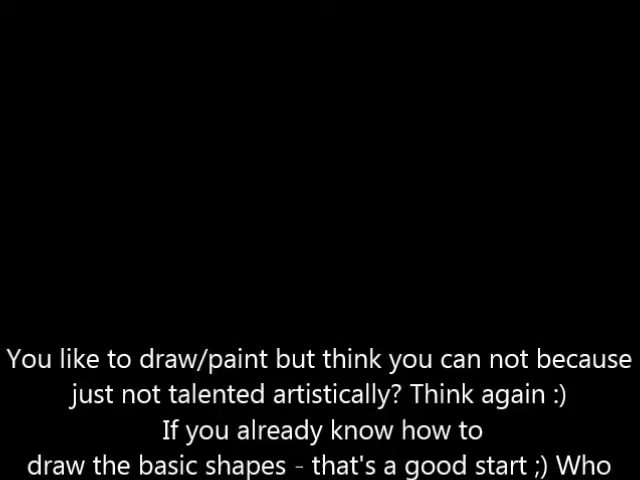 You like to draw/paint but think you can not because
just not talented artistically? Think again :)
If you already know how to
draw the basic shapes - that's a good start ;) Who